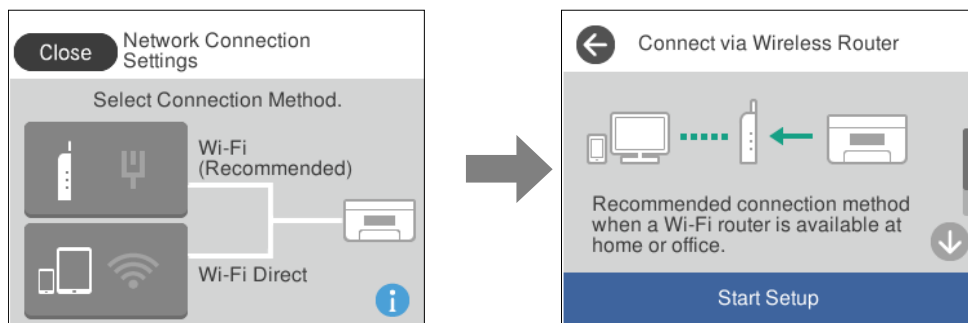 Close
Network Connection
Settings
Select Connection Method.
Wi-Fi
(Recommended)
Wi-Fi Direct
i
Connect via Wireless Router
Recommended connection method
when a Wi-Fi router is available at
home or office.
Start Setup